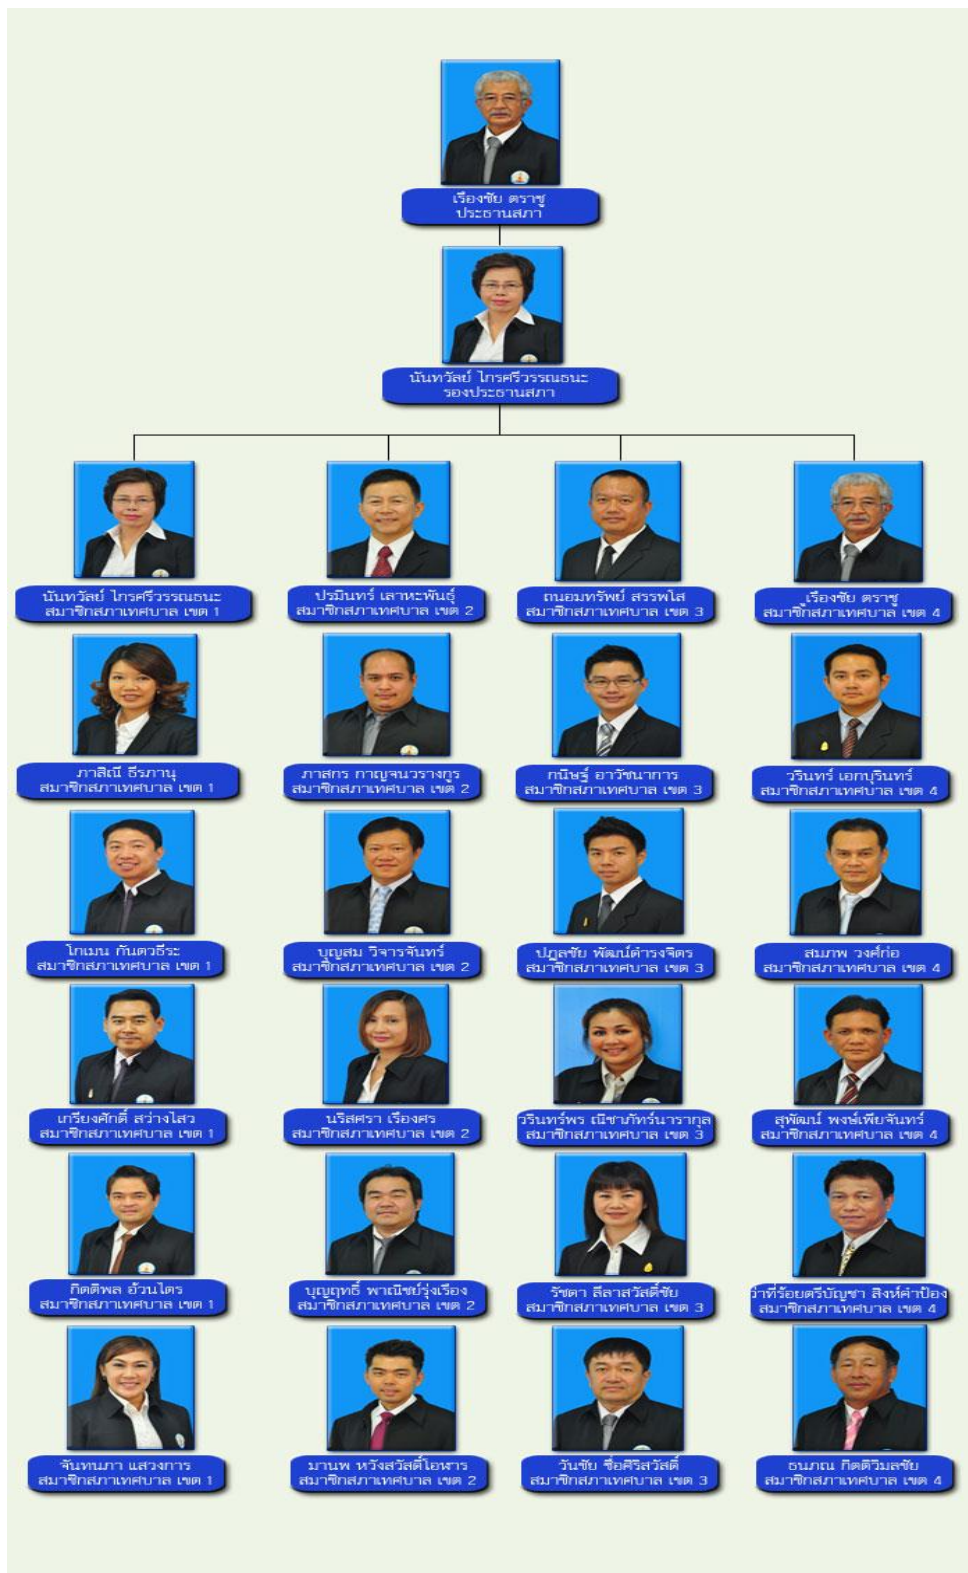 เรืองชัย ตราชู
ประธานสภา
นันทวัลย์ ไกรศรีวรรณธนะ
รองประธานสภา
นันทวัลย์ ไกรศรีวรรณธนะ
สมาชิกสภาเทศบาล เขต 1
ปรมินทร์ เลาหะพันธุ์
สมาชิกสภาเทศบาล เขต 2
ถนอมทรัพย์ สรรพโส
สมาชิกสภาเทศบาล เขต 3
เรืองชัย ตราชู
สมาชิกสภาเทศบาล เขต 4
ภาสิณี ธีรภานุ
สมาชิกสภาเทศบาล เขต 1
ภาสกร กาญจนวรางกูร
สมาชิกสภาเทศบาล เขต 2
กนิษฐ์ อาวัชนาการ
สมาชิกสภาเทศบาล เขต 3
วรินทร์ เอกบุรินทร์
สมาชิกสภาเทศบาล เขต 4
โกเมน กันตวธีระ
สมาชิกสภาเทศบาล เขต 1
บุญสม วิจารจันทร์
สมาชิกสภาเทศบาล เขต 2
ปฎลชัย พัฒน์ดำรงจิตร
สมาชิกสภาเทศบาล เขต 3
สมภพ วงศ์ก่อ
สมาชิกสภาเทศบาล เขต 4
เกรียงศักดิ์ สว่างไสว
สมาชิกสภาเทศบาล เขต 1
นริสศรา เรืองศร
สมาชิกสภาเทศบาล เขต 2
วรินทร์พร ณิชาภัทร์นารากุล
สมาชิกสภาเทศบาล เขต 3
สุพัฒน์ พงษ์เพียจันทร์
สมาชิกสภาเทศบาล เขต 4
กิตติพล อ้วนไตร
สมาชิกสภาเทศบาล เขต 1
บุญฤทธิ์ พาณิชย์รุ่งเรือง
สมาชิกสภาเทศบาล เขต 2
รัชดา ลีลาสวัสดิ์ชัย
สมาชิกสภาเทศบาล เขต 3
ว่าที่ร้อยตรีบัญชา สิงห์คำป้อง
สมาชิกสภาเทศบาล เขต 4
จันทนภา แสวงการ
สมาชิกสภาเทศบาล เขต 1
มานพ หวังสวัสดิ์โอฬาร
สมาชิกสภาเทศบาล เขต 2
วันชัย ซื่อศิริสวัสดิ์
สมาชิกสภาเทศบาล เขต 3
ธนภณ กิตติวิมลชัย
สมาชิกสภาเทศบาล เขต 4